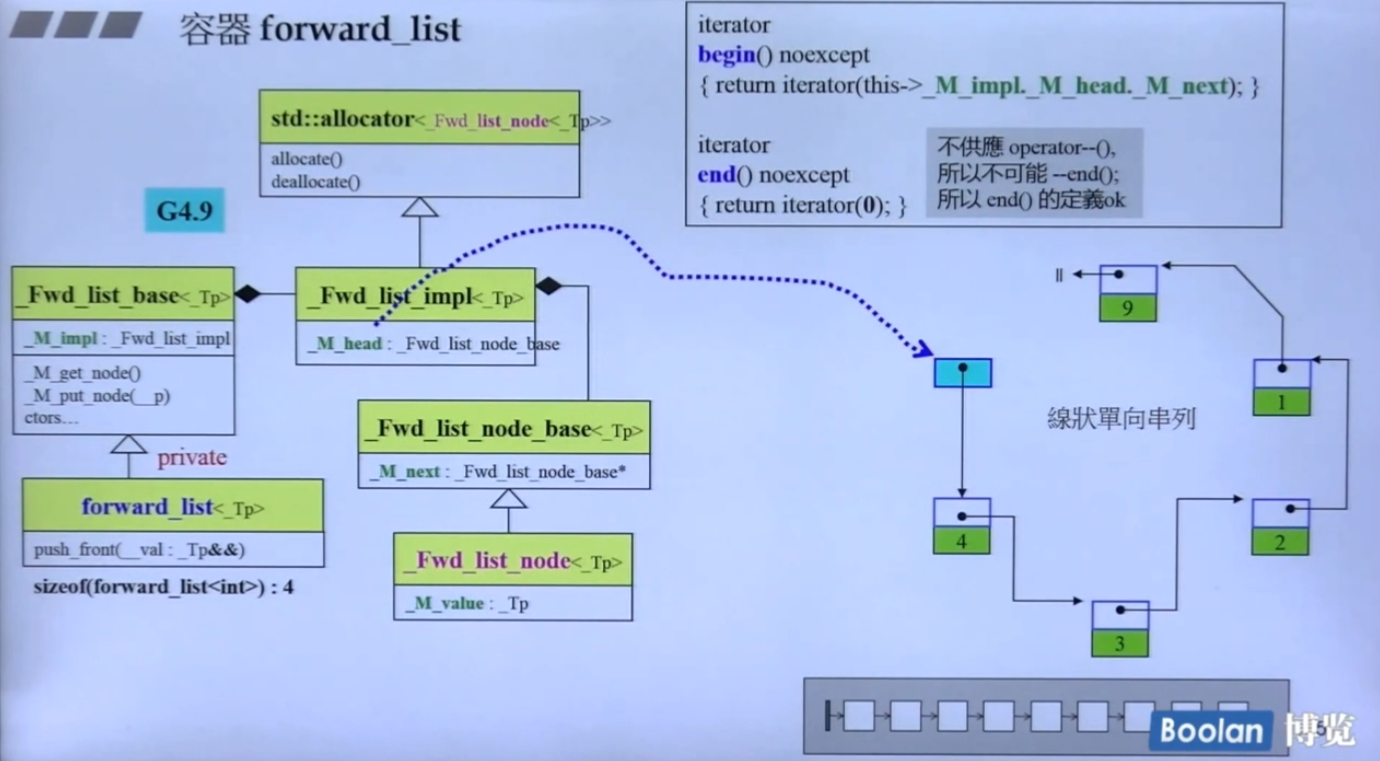 容器 forward_list
iterator
begin() noexcept
{ return iterator(this->_M_impl._M_head._M_next); }
iterator
end() noexcept
{ return iterator(0); }
不供應 operator--(),
所以不可能 --end();
所以 end() 的定義ok
std::allocator<_Fwd_list_node<_Tp>>
allocate()
deallocate()
G4.9
_Fwd_list_base<_Tp>
_M_impl : _Fwd_list_impl
_M_get_node()
_M_put_node(__p)
ctors…
_Fwd_list_impl<_Tp>
_M_head : _Fwd_list_node_base
private
forward_list<_Tp>
push_front(__val : _Tp&&)
sizeof(forward_list<int>) : 4
_Fwd_list_node_base<_Tp>
_M_next : _Fwd_list_node_base*
_Fwd_list_node<_Tp>
_M_value : _Tp
9
1
線狀單向串列
4
2
3
Boolan 博览